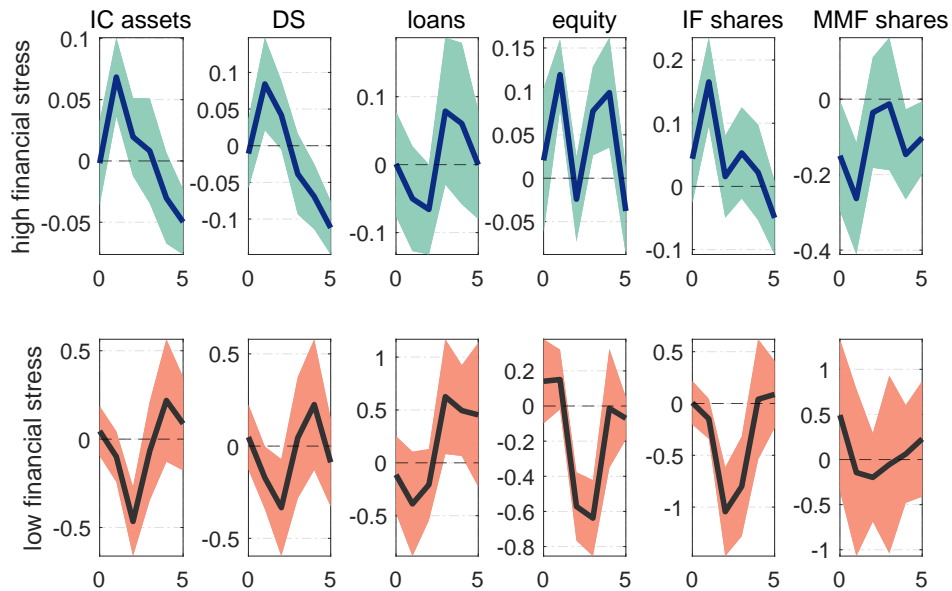 IC assets DS loans equity IF shares MMF shares
high financial stress
0.1 0.05 0 -0.05
0 5
0.1 0.05 0 -0.05 -0.1
0 5
0.1 0 -0.1
0 5
0.15 0.1 0.05 0 -0.05
0 5
0.2 0.1 0 -0.1
0 5
0 -0.2 -0.4
0 5
low financial stress
0.5 0 -0.5
0 5
0.5 0 -0.5
0 5
1 0.5 0 -0.5
0 5
0.2 0 -0.2 -0.4 -0.6 -0.8
0 5
0 -0.5 -1
0 5
1 0.5 0 -0.5 -1
0 5